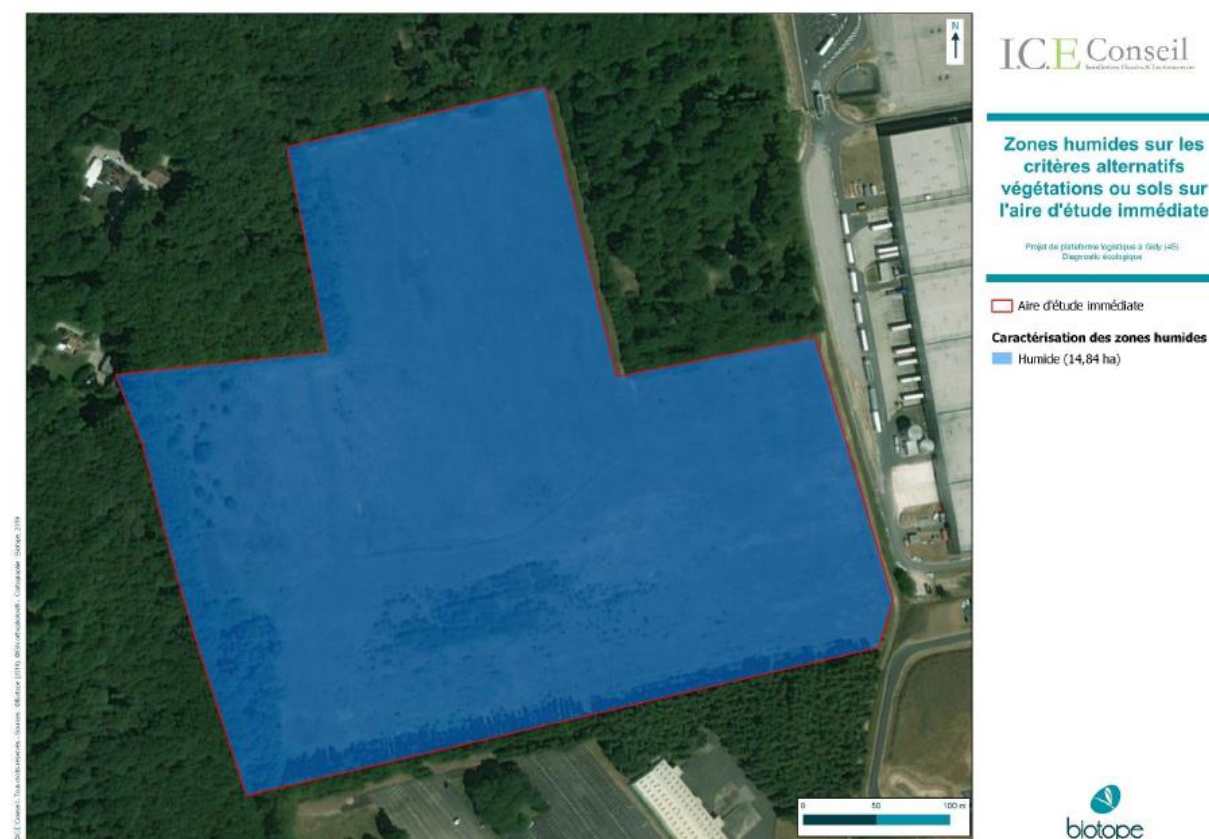 N
I.C.E Conseil
Zones humides sur les
critères alternatifs
végétations ou sols sur
l'aire d'étude immédiate
Projet de plateforme logistique à Gidy (45)
Diagnostic écologique
Aire d'étude immédiate
Caractérisation des zones humides
Humide (14,84 ha)
0 50 100 m
biotope